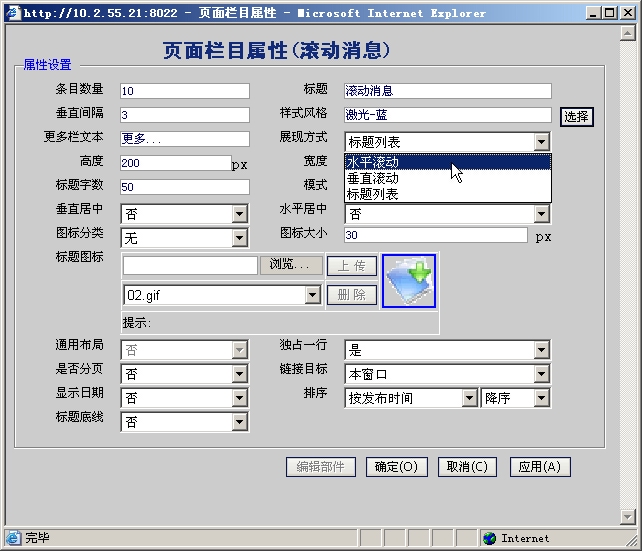 http://10.2.55.21:8022 - 页面栏目属性 - Microsoft Internet Explorer
页面栏目属性(滚动消息)
属性设置
条目数量 10 标题 滚动消息
垂直间隔 3 样式风格 激光-蓝 选择
更多栏文本 更多... 展现方式 标题列表
高度 200 px 宽度 水平滚动
垂直滚动
标题字数 50 模式 标题列表
垂直居中 否 水平居中 否
图标分类 无 图标大小 30 px
标题图标 浏览... 上传
02.gif 删除
提示:
通用布局 否 独占一行 是
是否分页 否 链接目标 本窗口
显示日期 否 排序 按发布时间 降序
标题底线 否
编辑部件 确定(O) 取消(C) 应用(A)
完毕 Internet